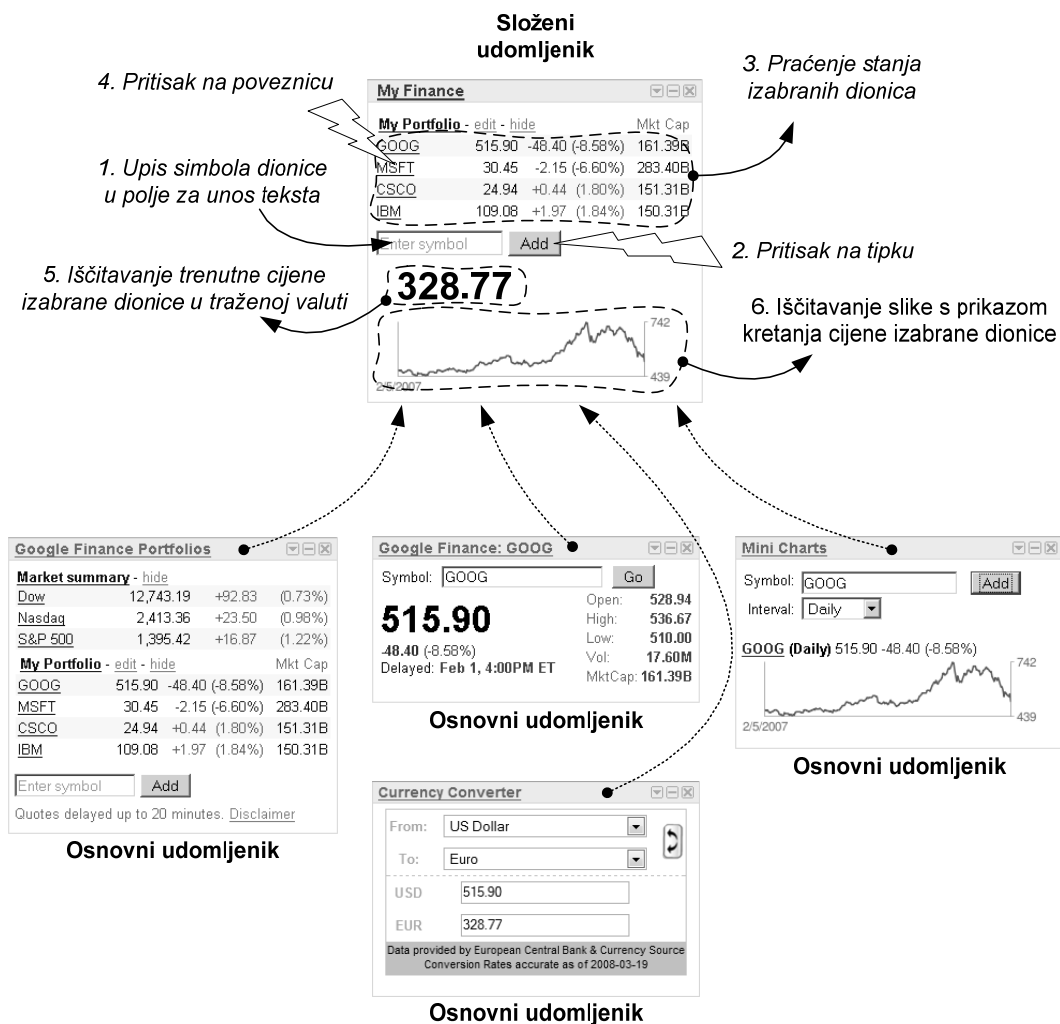 Složeni
udomljenik
4. Pritisak na poveznicu
3. Praćenje stanja
izabranih dionica
1. Upis simbola dionice
u polje za unos teksta
My Finance
My Portfolio - edit - hide Mkt Cap
GOOG 515.90 -48.40 (-8.58%) 161.39B
MSFT 30.45 -2.15 (-6.60%) 283.40B
CSCO 24.94 +0.44 (1.80%) 151.31B
IBM 109.08 +1.97 (1.84%) 150.31B
Enter symbol Add
2. Pritisak na tipku
5. Iščitavanje trenutne cijene
izabrane dionice u traženoj valuti
328.77
6. Iščitavanje slike s prikazom
kretanja cijene izabrane dionice
742
439
2/5/2007
Google Finance Portfolios
Market summary - hide
Dow 12,743.19 +92.83 (0.73%)
Nasdaq 2,413.36 +23.50 (0.98%)
S&P 500 1,395.42 +16.87 (1.22%)
My Portfolio - edit - hide Mkt Cap
GOOG 515.90 -48.40 (-8.58%) 161.39B
MSFT 30.45 -2.15 (-6.60%) 283.40B
CSCO 24.94 +0.44 (1.80%) 151.31B
IBM 109.08 +1.97 (1.84%) 150.31B
Enter symbol Add
Quotes delayed up to 20 minutes. Disclaimer
Osnovni udomljenik
Google Finance: GOOG
Symbol: GOOG Go
515.90
-48.40 (-8.58%)
Delayed: Feb 1, 4:00PM ET
Open: 528.94
High: 536.67
Low: 510.00
Vol: 17.60M
MktCap: 161.39B
Osnovni udomljenik
Mini Charts
Symbol: GOOG Add
Interval: Daily
GOOG (Daily) 515.90 -48.40 (-8.58%)
742
439
2/5/2007
Osnovni udomljenik
Currency Converter
From: US Dollar
To: Euro
USD 515.90
EUR 328.77
Data provided by European Central Bank & Currency Source
Conversion Rates accurate as of 2008-03-19
Osnovni udomljenik